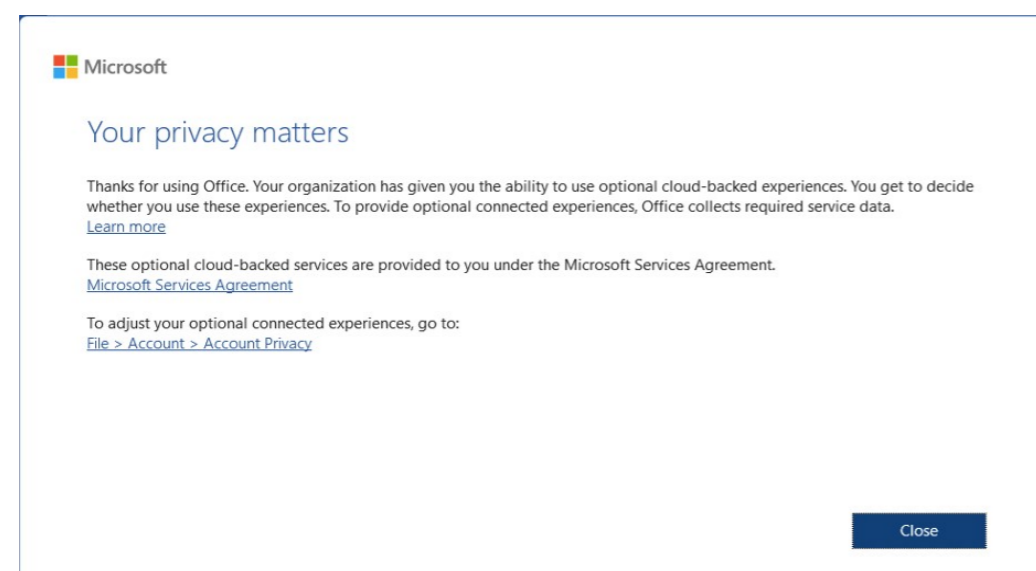 Microsoft
Your privacy matters
Thanks for using Office. Your organization has given you the ability to use optional cloud-backed experiences. You get to decide
whether you use these experiences. To provide optional connected experiences, Office collects required service data.
Learn more
These optional cloud-backed services are provided to you under the Microsoft Services Agreement.
Microsoft Services Agreement
To adjust your optional connected experiences, go to:
File > Account > Account Privacy
Close